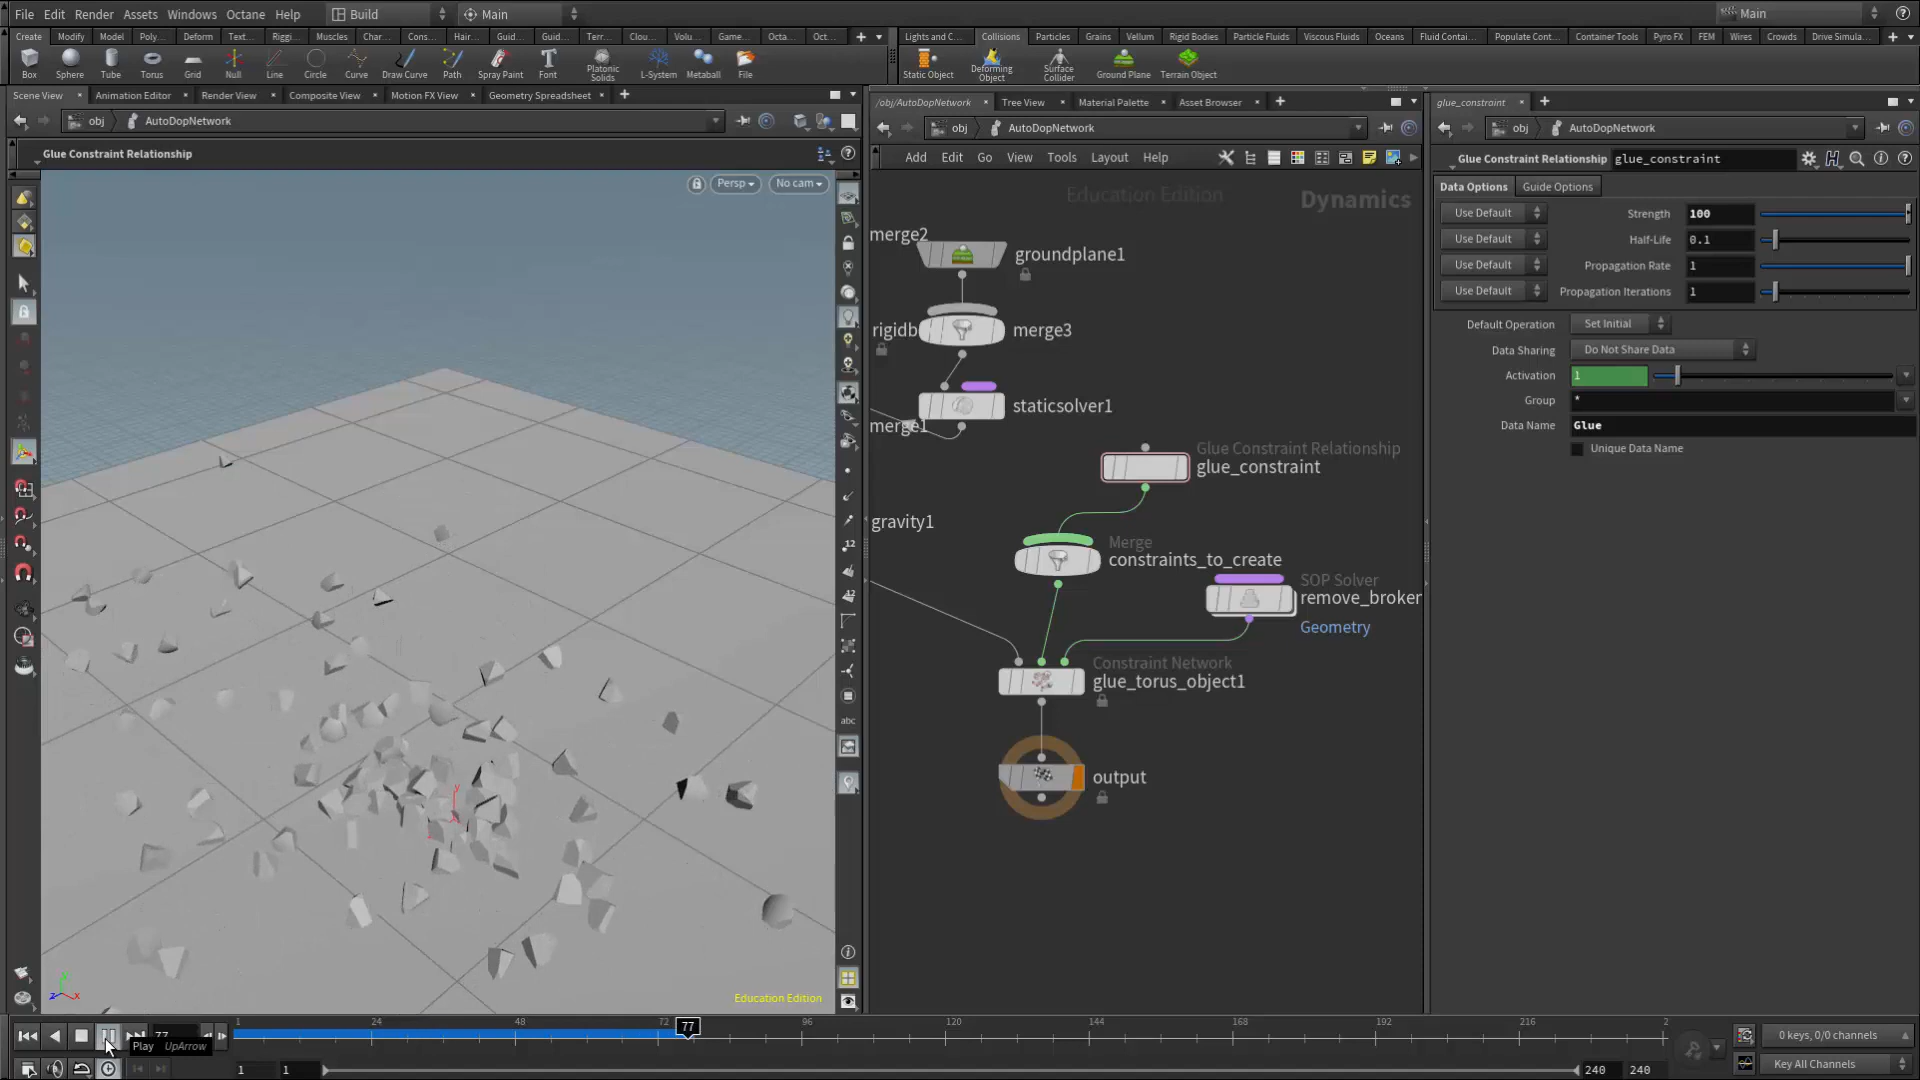 File Edit Render Assets Windows Octane Help Build Main Main
Create Modify Model Poly... Deform Text... Riggi... Muscles Char... Cons... Hair... Guid... Guid... Terr... Clou... Volu... Game... Octa... Oct...
Lights and C... Collisions Particles Grains Vellum Rigid Bodies Particle Fluids Viscous Fluids Oceans Fluid Contai... Populate Cont... Container Tools Pyro FX FEM Wires Crowds Drive Simula...
Box Sphere Tube Torus Grid Null Line Circle Curve Draw Curve Path Spray Paint Font Platonic Solids L-System Metaball File
Static Object Deforming Object Surface Collider Ground Plane Terrain Object
Scene View Animation Editor Render View Composite View Motion FX View Geometry Spreadsheet
/obj/AutoDopNetwork Tree View Material Palette Asset Browser
glue_constraint
obj AutoDopNetwork
obj AutoDopNetwork
obj AutoDopNetwork
Glue Constraint Relationship
Add Edit Go View Tools Layout Help
Glue Constraint Relationship glue_constraint
Persp No cam
Education Edition
Dynamics
Data Options Guide Options
Use Default Strength 100
Use Default Half-Life 0.1
Use Default Propagation Rate 1
Use Default Propagation Iterations 1
Default Operation Set Initial
Data Sharing Do Not Share Data
Activation 1
Group *
Data Name Glue
Unique Data Name
merge2
groundplane1
rigidb
merge3
staticsolver1
merge1
Glue Constraint Relationship
glue_constraint
gravity1
Merge
constraints_to_create
SOP Solver
remove_broker
Geometry
Constraint Network
glue_torus_object1
output
12
12
abc
y
y
z x
Education Edition
77
Play UpArrow
1 24 48 72 77 96 120 144 168 192 216 2
0 keys, 0/0 channels
1 1 240 240
Key All Channels